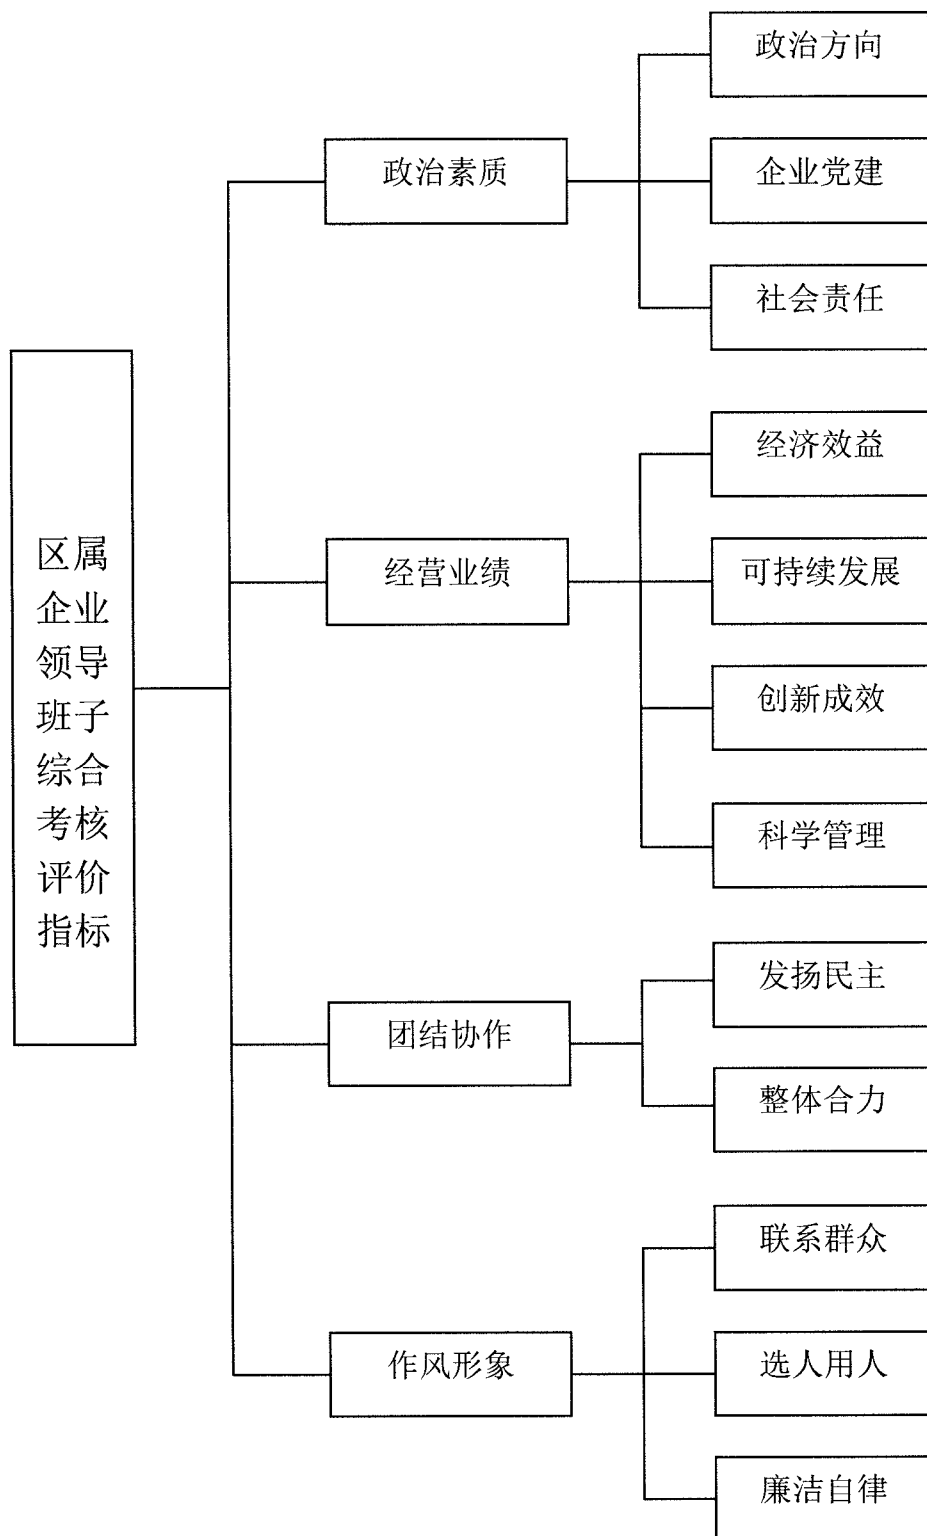 区属
企业
领导
班子
综合
考核
评价
指标
政治素质
政治方向
企业党建
社会责任
经营业绩
经济效益
可持续发展
创新成效
科学管理
团结协作
发扬民主
整体合力
作风形象
联系群众
选人用人
廉洁自律